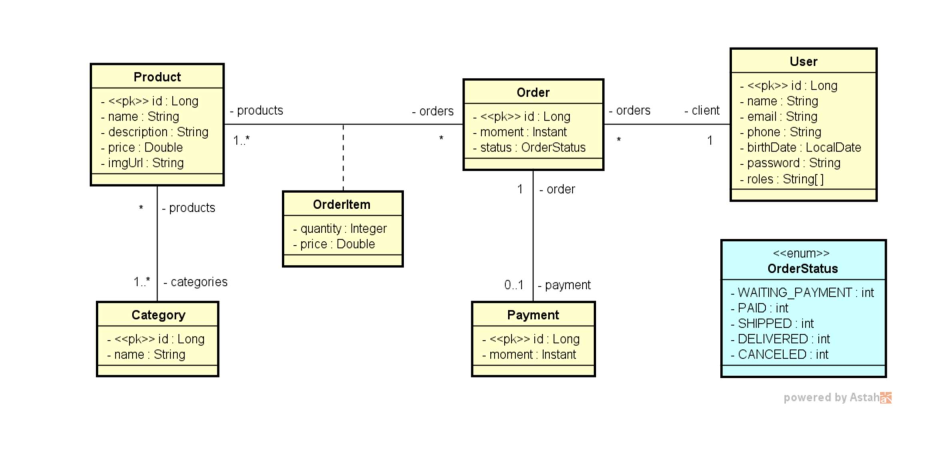 Product
- <<pk>> id : Long
- name : String
- description : String
- price : Double
- imgUrl : String
- products
1..*
- orders
*
Order
- <<pk>> id : Long
- moment : Instant
- status : OrderStatus
- orders
*
- client
1
User
- <<pk>> id : Long
- name : String
- email : String
- phone : String
- birthDate : LocalDate
- password : String
- roles : String[ ]
OrderItem
- quantity : Integer
- price : Double
* - products
1..* - categories
Category
- <<pk>> id : Long
- name : String
1 - order
0..1 - payment
Payment
- <<pk>> id : Long
- moment : Instant
<<enum>>
OrderStatus
- WAITING_PAYMENT : int
- PAID : int
- SHIPPED : int
- DELIVERED : int
- CANCELED : int
powered by Astah